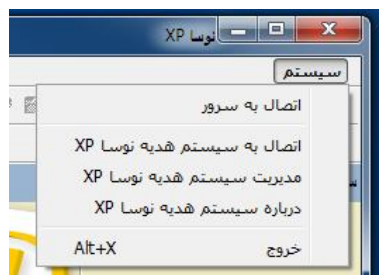 نوسا XP
سیستم
اتصال به سرور
اتصال به سیستم هدیه نوسا XP
مدیریت سیستم هدیه نوسا XP
درباره سیستم هدیه نوسا XP
خروج Alt+X